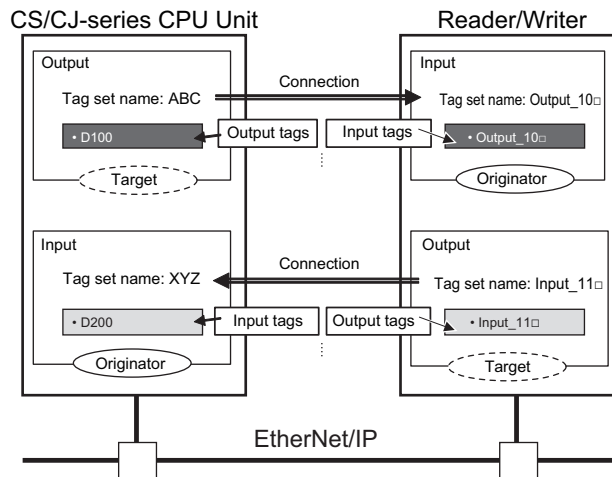 CS/CJ-series CPU Unit
Reader/Writer
Output
Tag set name: ABC
• D100
Target
Connection
Output tags
Input tags
Input
Tag set name: Output_10□
• Output_10□
Originator
Input
Tag set name: XYZ
• D200
Originator
Connection
Input tags
Output tags
Output
Tag set name: Input_11□
• Input_11□
Target
EtherNet/IP